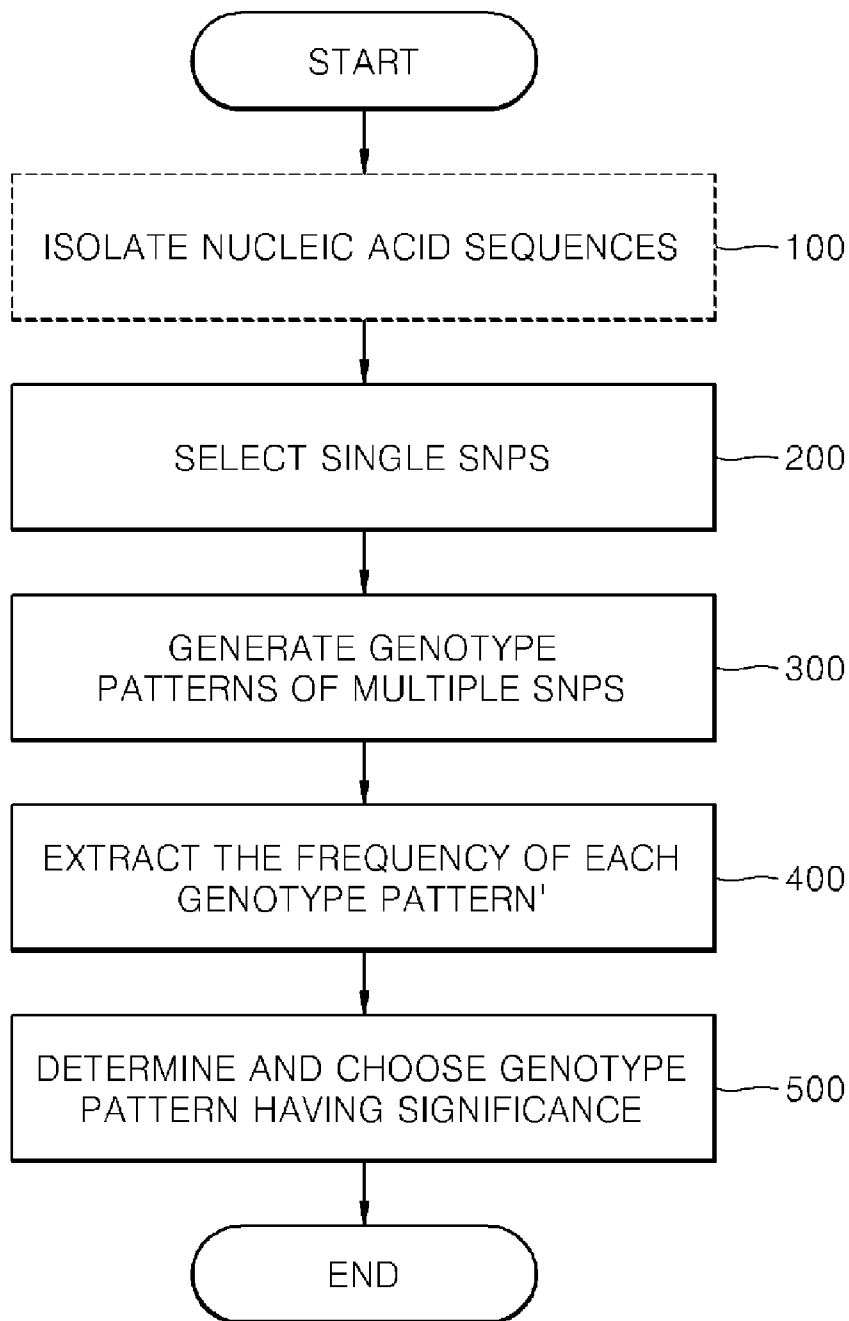 START
ISOLATE NUCLEIC ACID SEQUENCES
100
SELECT SINGLE SNPS
200
GENERATE GENOTYPE
PATTERNS OF MULTIPLE SNPS
300
EXTRACT THE FREQUENCY OF EACH
GENOTYPE PATTERN'
400
DETERMINE AND CHOOSE GENOTYPE
PATTERN HAVING SIGNIFICANCE
500
END